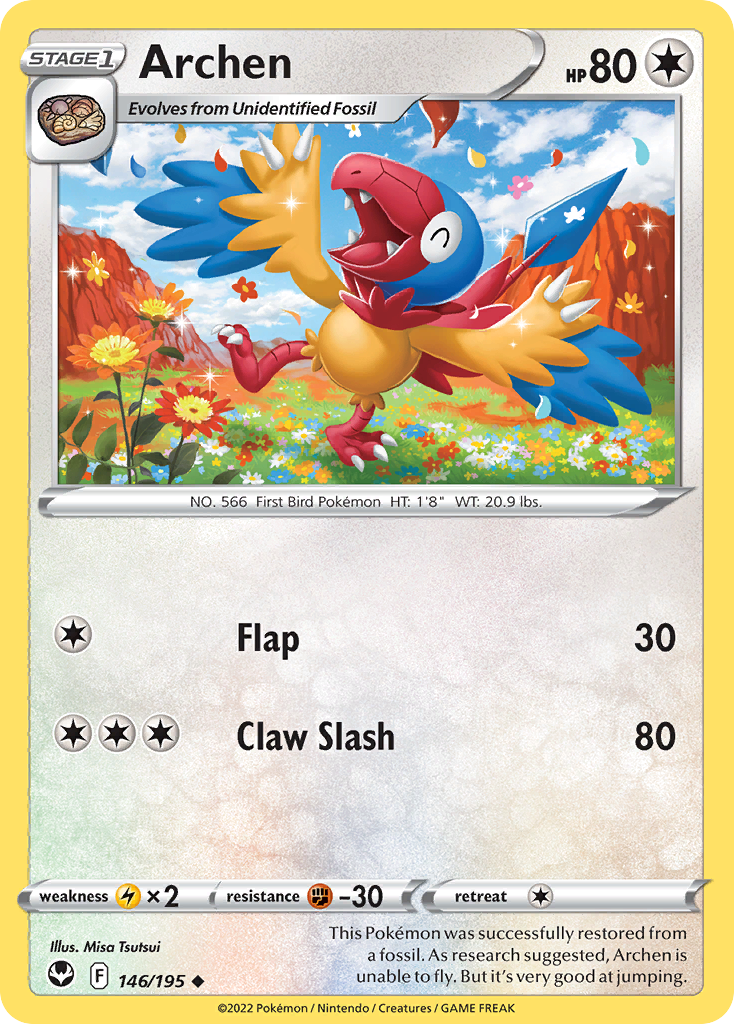 STAGE1
Archen
HP80
Evolves from Unidentified Fossil
NO. 566 First Bird Pokémon HT: 1'8" WT: 20.9 lbs.
Flap 30
Claw Slash 80
weakness ×2 resistance -30 retreat
Illus. Misa Tsutsui
This Pokémon was successfully restored from
a fossil. As research suggested, Archen is
unable to fly. But it's very good at jumping.
F 146/195
©2022 Pokémon / Nintendo / Creatures / GAME FREAK